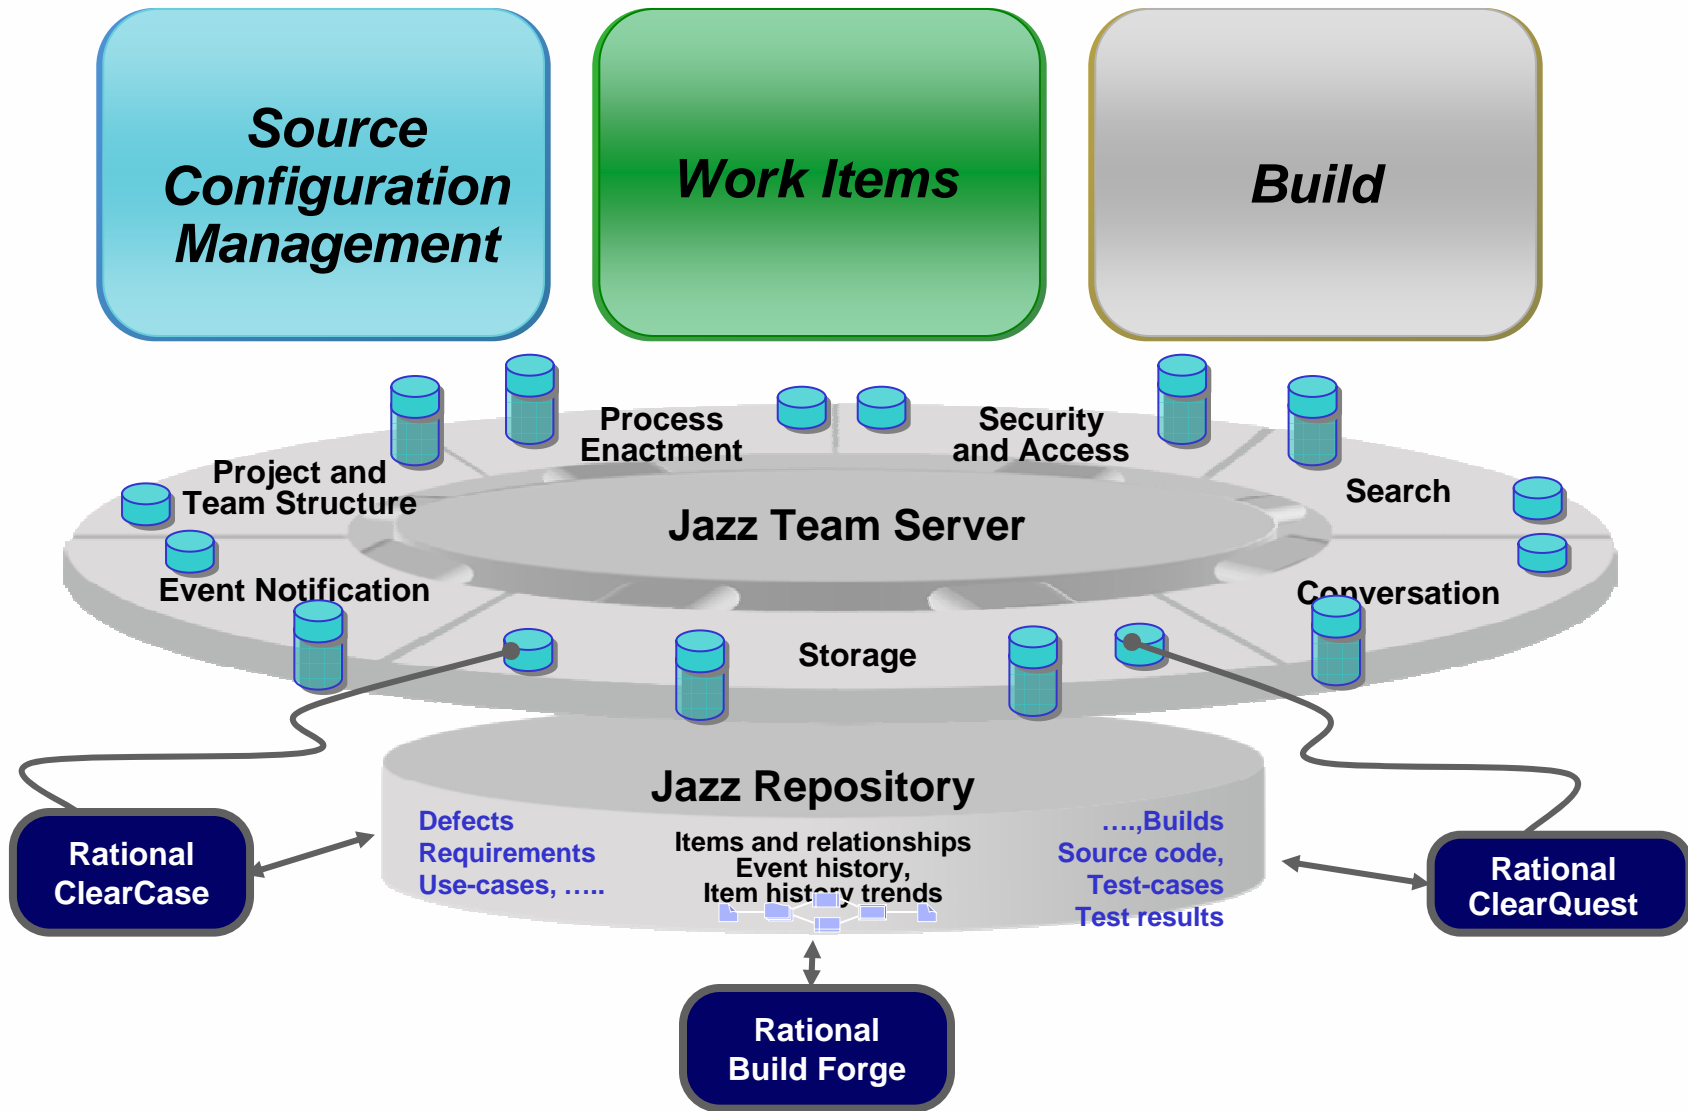 Source
Configuration
Management
Work Items
Build
Process
Enactment
Security
and Access
Project and
Team Structure
Search
Jazz Team Server
Event Notification
Conversation
Storage
Jazz Repository
Defects
Requirements
Use-cases, …..
Items and relationships
Event history,
Item history trends
….,Builds
Source code,
Test-cases
Test results
Rational
ClearCase
Rational
ClearQuest
Rational
Build Forge